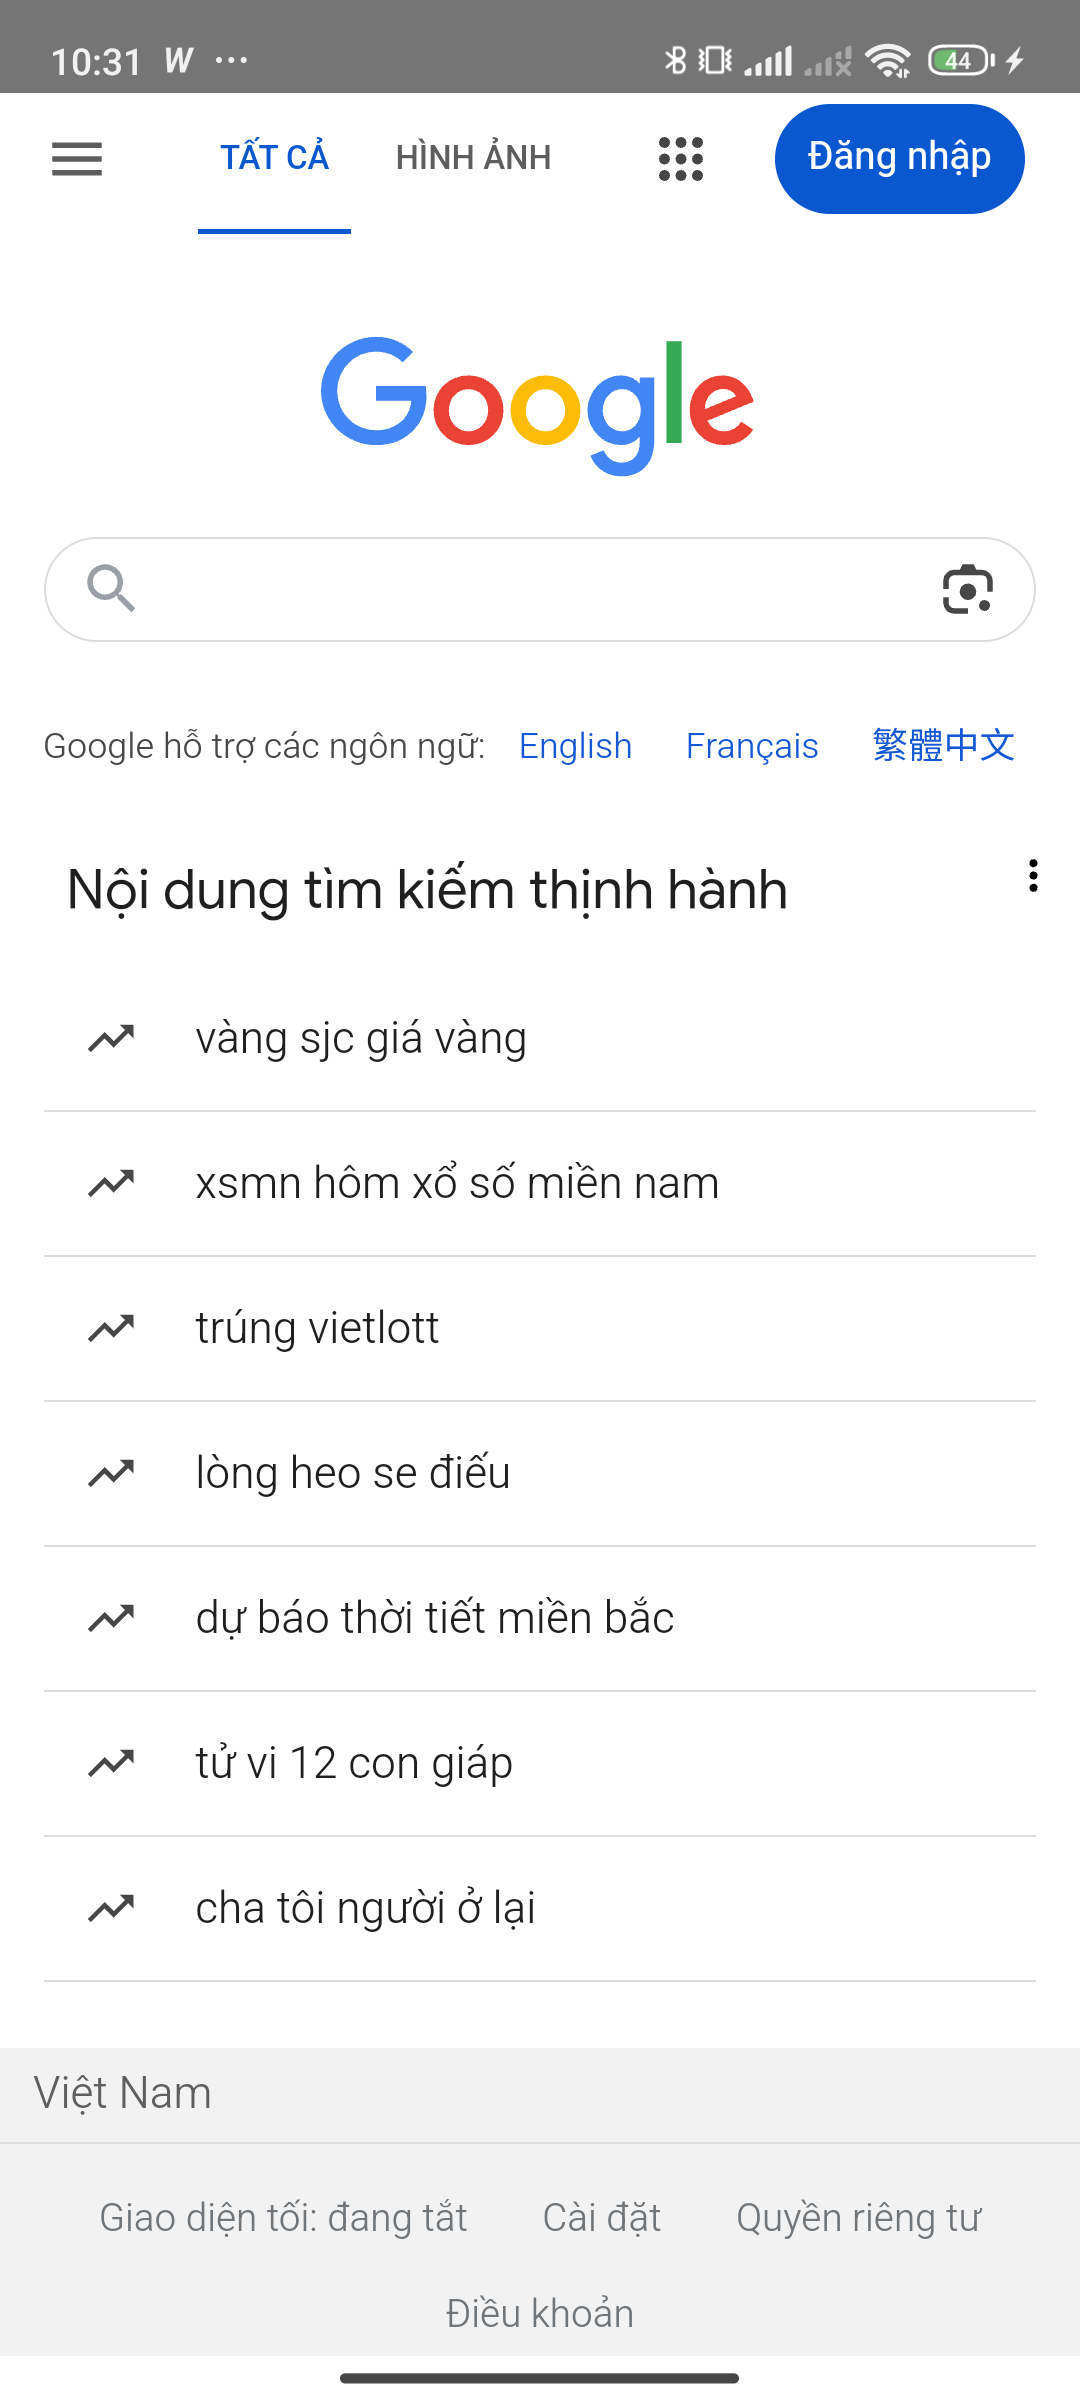 10:31 W ...
44
TẤT CẢ HÌNH ẢNH Đăng nhập
Google
Google hỗ trợ các ngôn ngữ: English Français 繁體中文
Nội dung tìm kiếm thịnh hành
vàng sjc giá vàng
xsmn hôm xổ số miền nam
trúng vietlott
lòng heo se điếu
dự báo thời tiết miền bắc
tử vi 12 con giáp
cha tôi người ở lại
Việt Nam
Giao diện tối: đang tắt Cài đặt Quyền riêng tư
Điều khoản